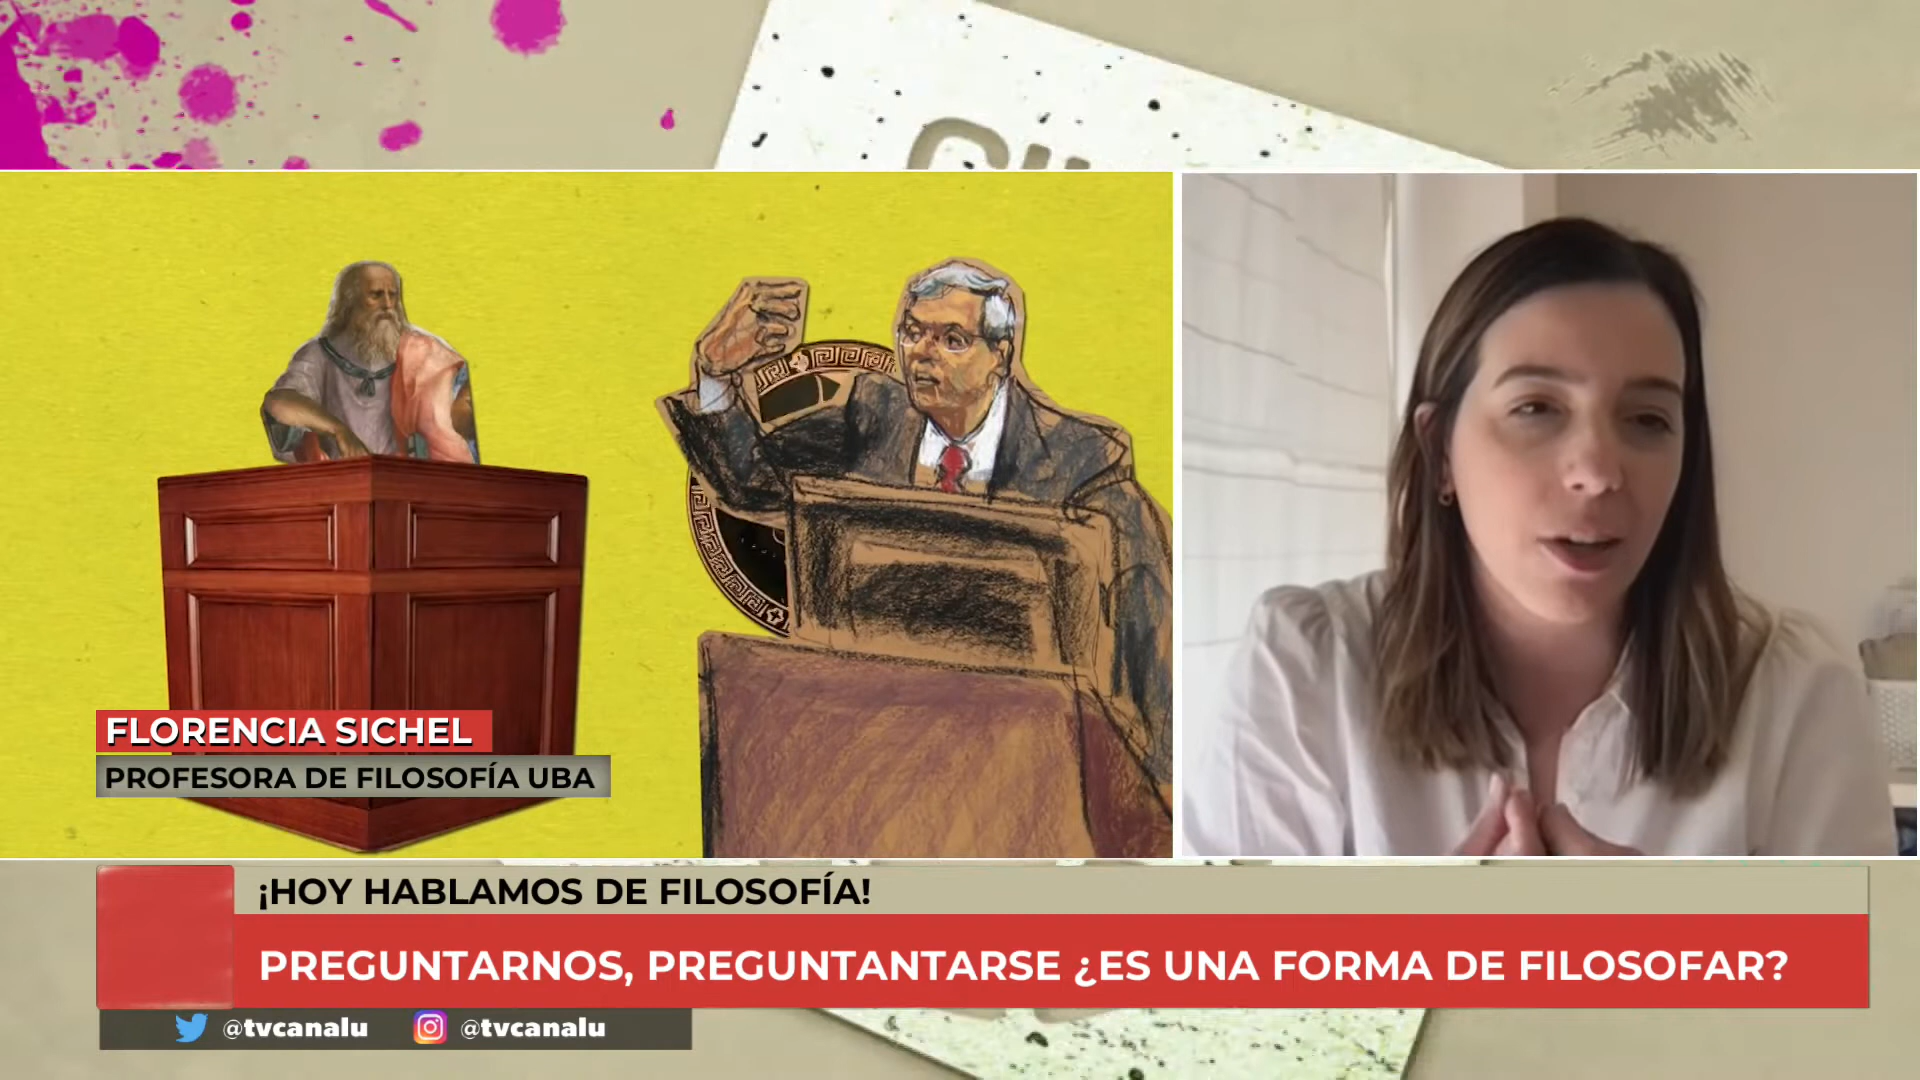 FLORENCIA SICHEL
PROFESORA DE FILOSOFÍA UBA
¡HOY HABLAMOS DE FILOSOFÍA!
PREGUNTARNOS, PREGUNTANTARSE ¿ES UNA FORMA DE FILOSOFAR?
@tvcanalu @tvcanalu